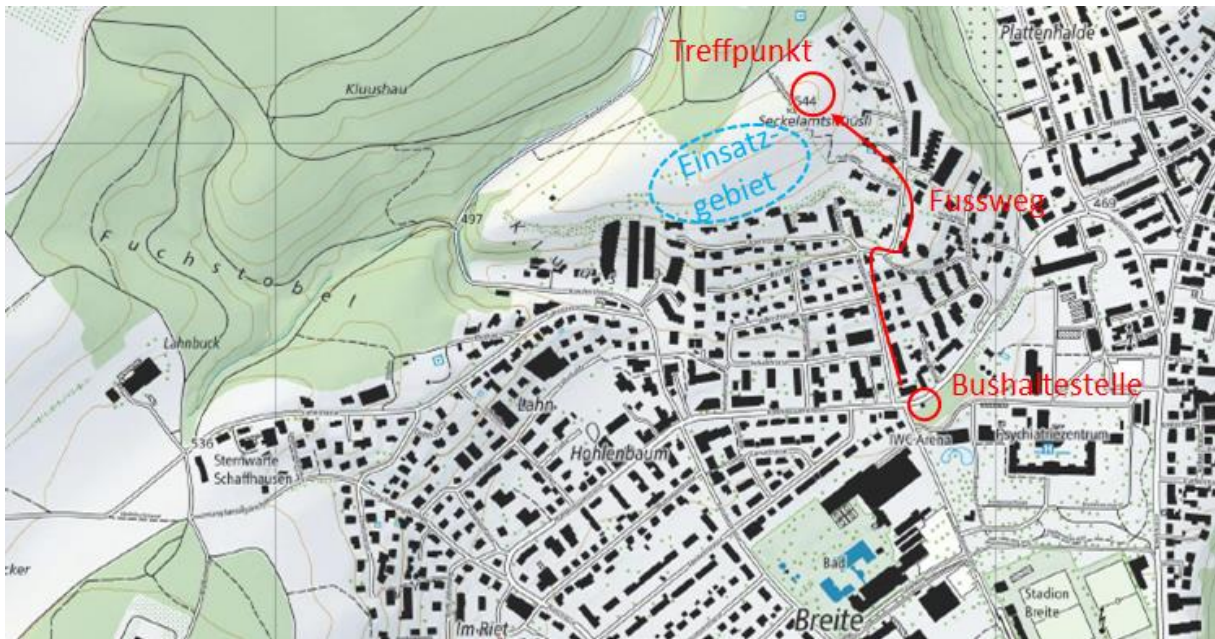 Treffpunkt
Plattenhalde
Kluushau
544
Seckelamtshüüsli
Einsatz-
gebiet
Fussweg
469
497
Fuchstobel
Lahnbuck
Bushaltestelle
Lahn
IWC-Arena
Psychiatriezentrum
536
Sternwarte
Schaffhausen
Hohlenbaum
Bad
Stadion
Breite
Breite
Im Riet